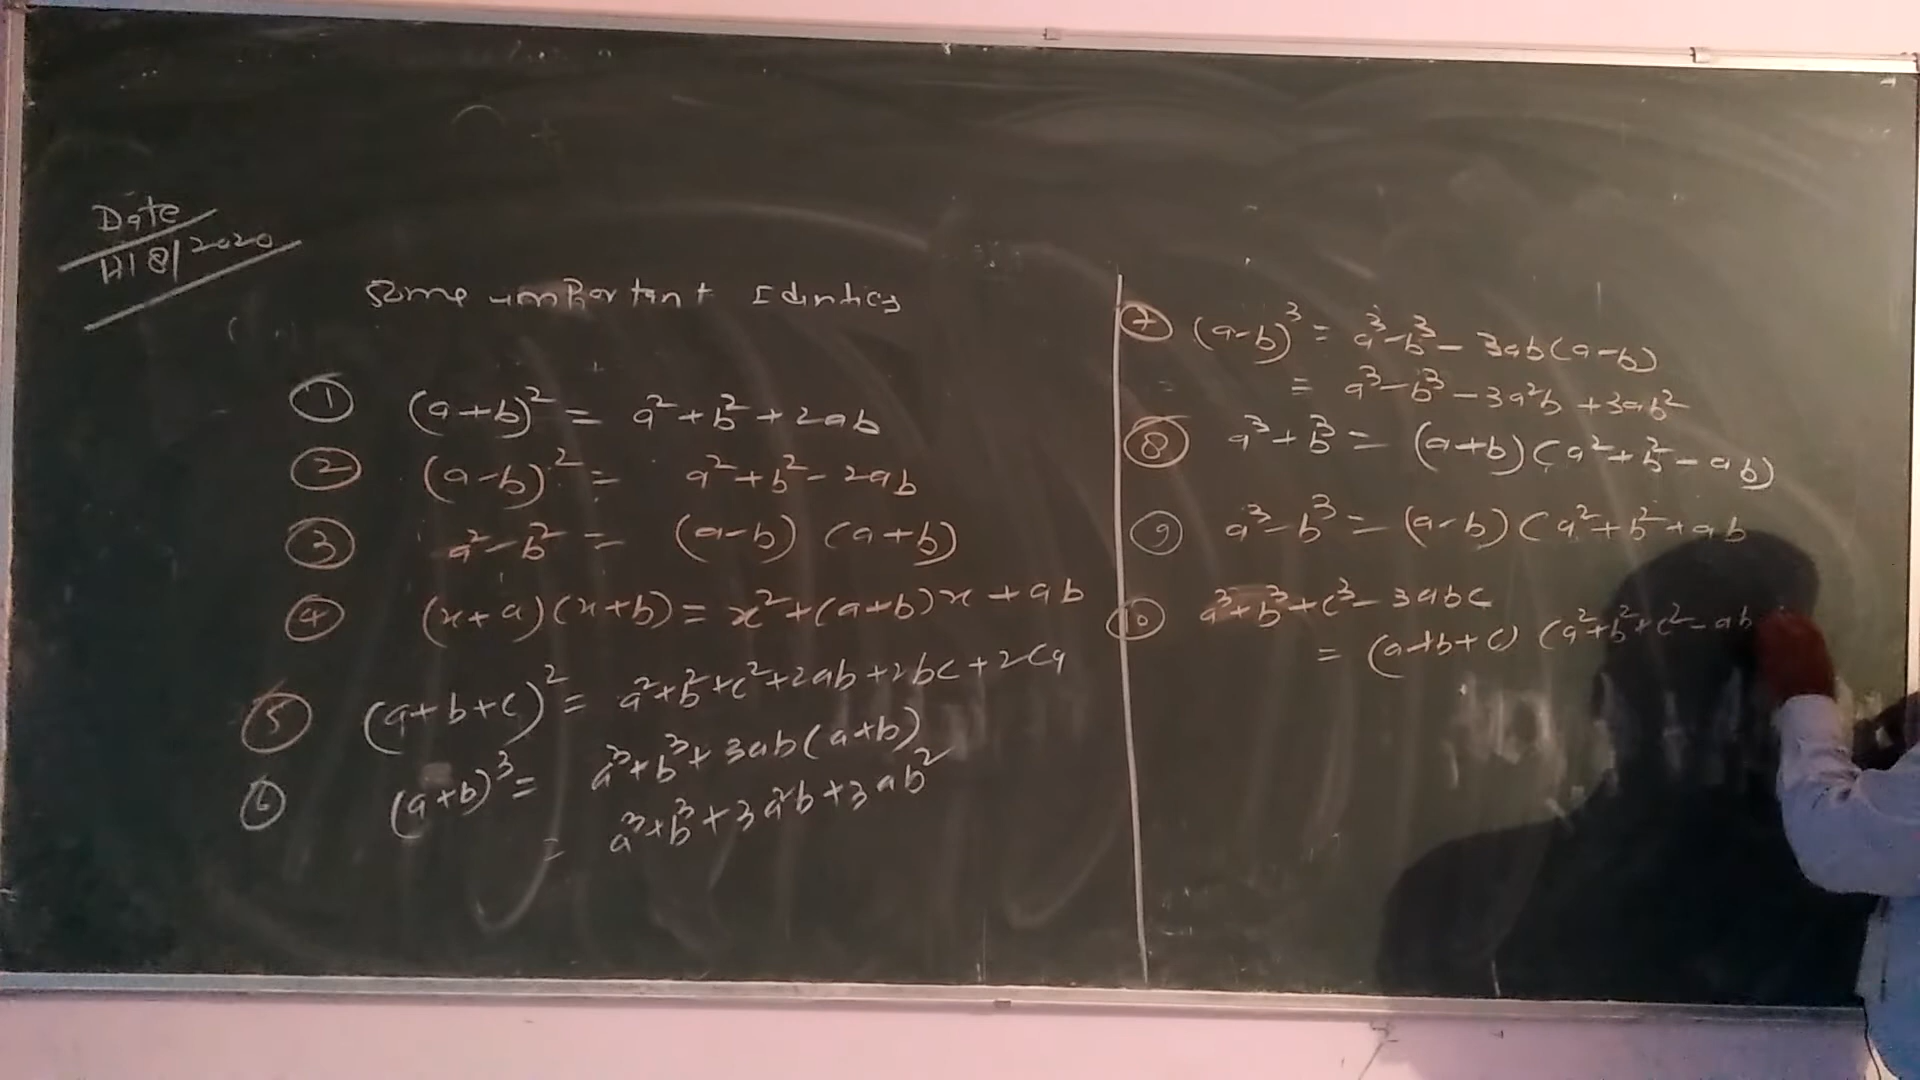 Date
8/2020
Some important
① (a+b)² = a²+b²+2ab
② (a-b)² = a²+b²-2ab
③ a²-b² = (a-b) (a+b)
④ (x+a)(x+b) = x²+(a+b)x+ab
⑤ (a+b+c)² = a²+b²+c²+2ab+2bc+2ca
⑥ (a+b)³ = a³+b³+3ab(a+b)
= a³+b³+3a²b+3ab²
⑦ (a-b)³ = a³-b³-3ab(a-b)
= a³-b³-3a²b+3ab²
⑧ a³+b³ = (a+b)(a²+b²-ab)
⑨ a³-b³ = (a-b)(a²+b²+ab
⑩ a³+b³+c³-3abc
= (a+b+c) (a²+b²+c²-ab